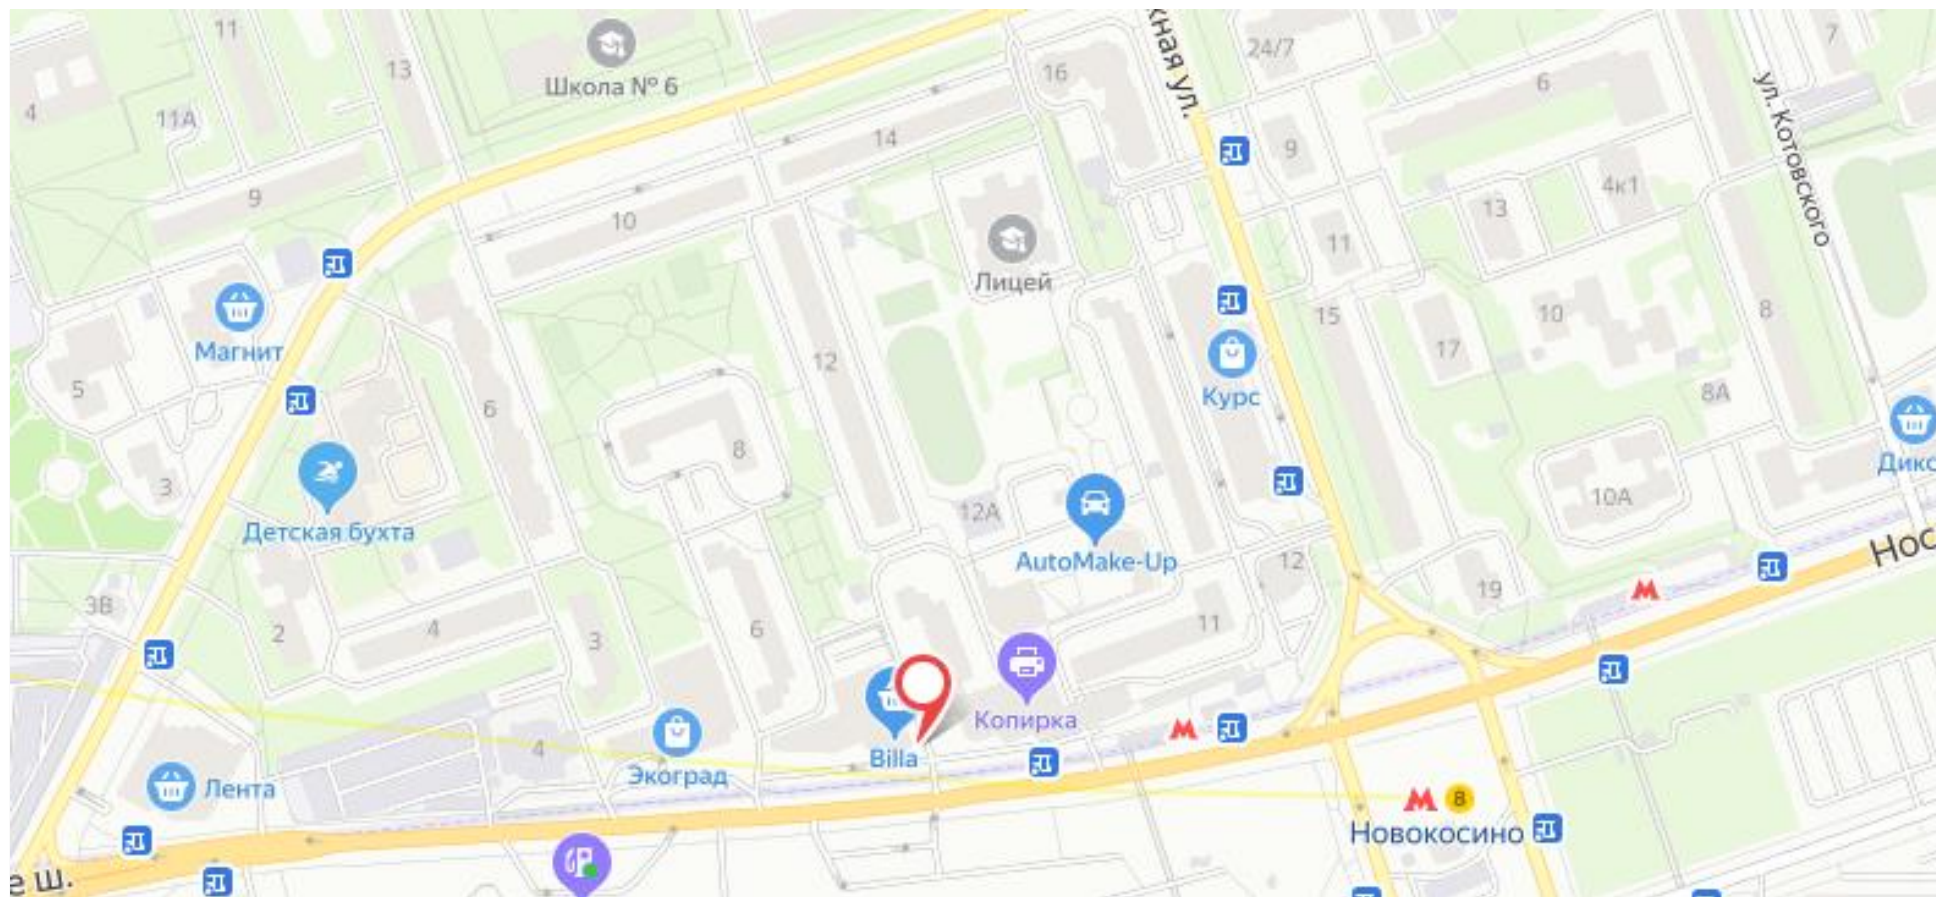 11
13
Школа № 6
4
11А
9
16
14
10
жная ул.
24/7
9
6
7
ул. Котовского
4к1
13
11
Лицей
Магнит
5
6
12
8
15
17
10
8
8А
Курс
Дикс
3
Детская бухта
12А
AutoMake-Up
10А
Нос
12
19
3В
2
4
3
6
11
Копирка
4
Billa
Экоград
Лента
8
Новокосино
е ш.